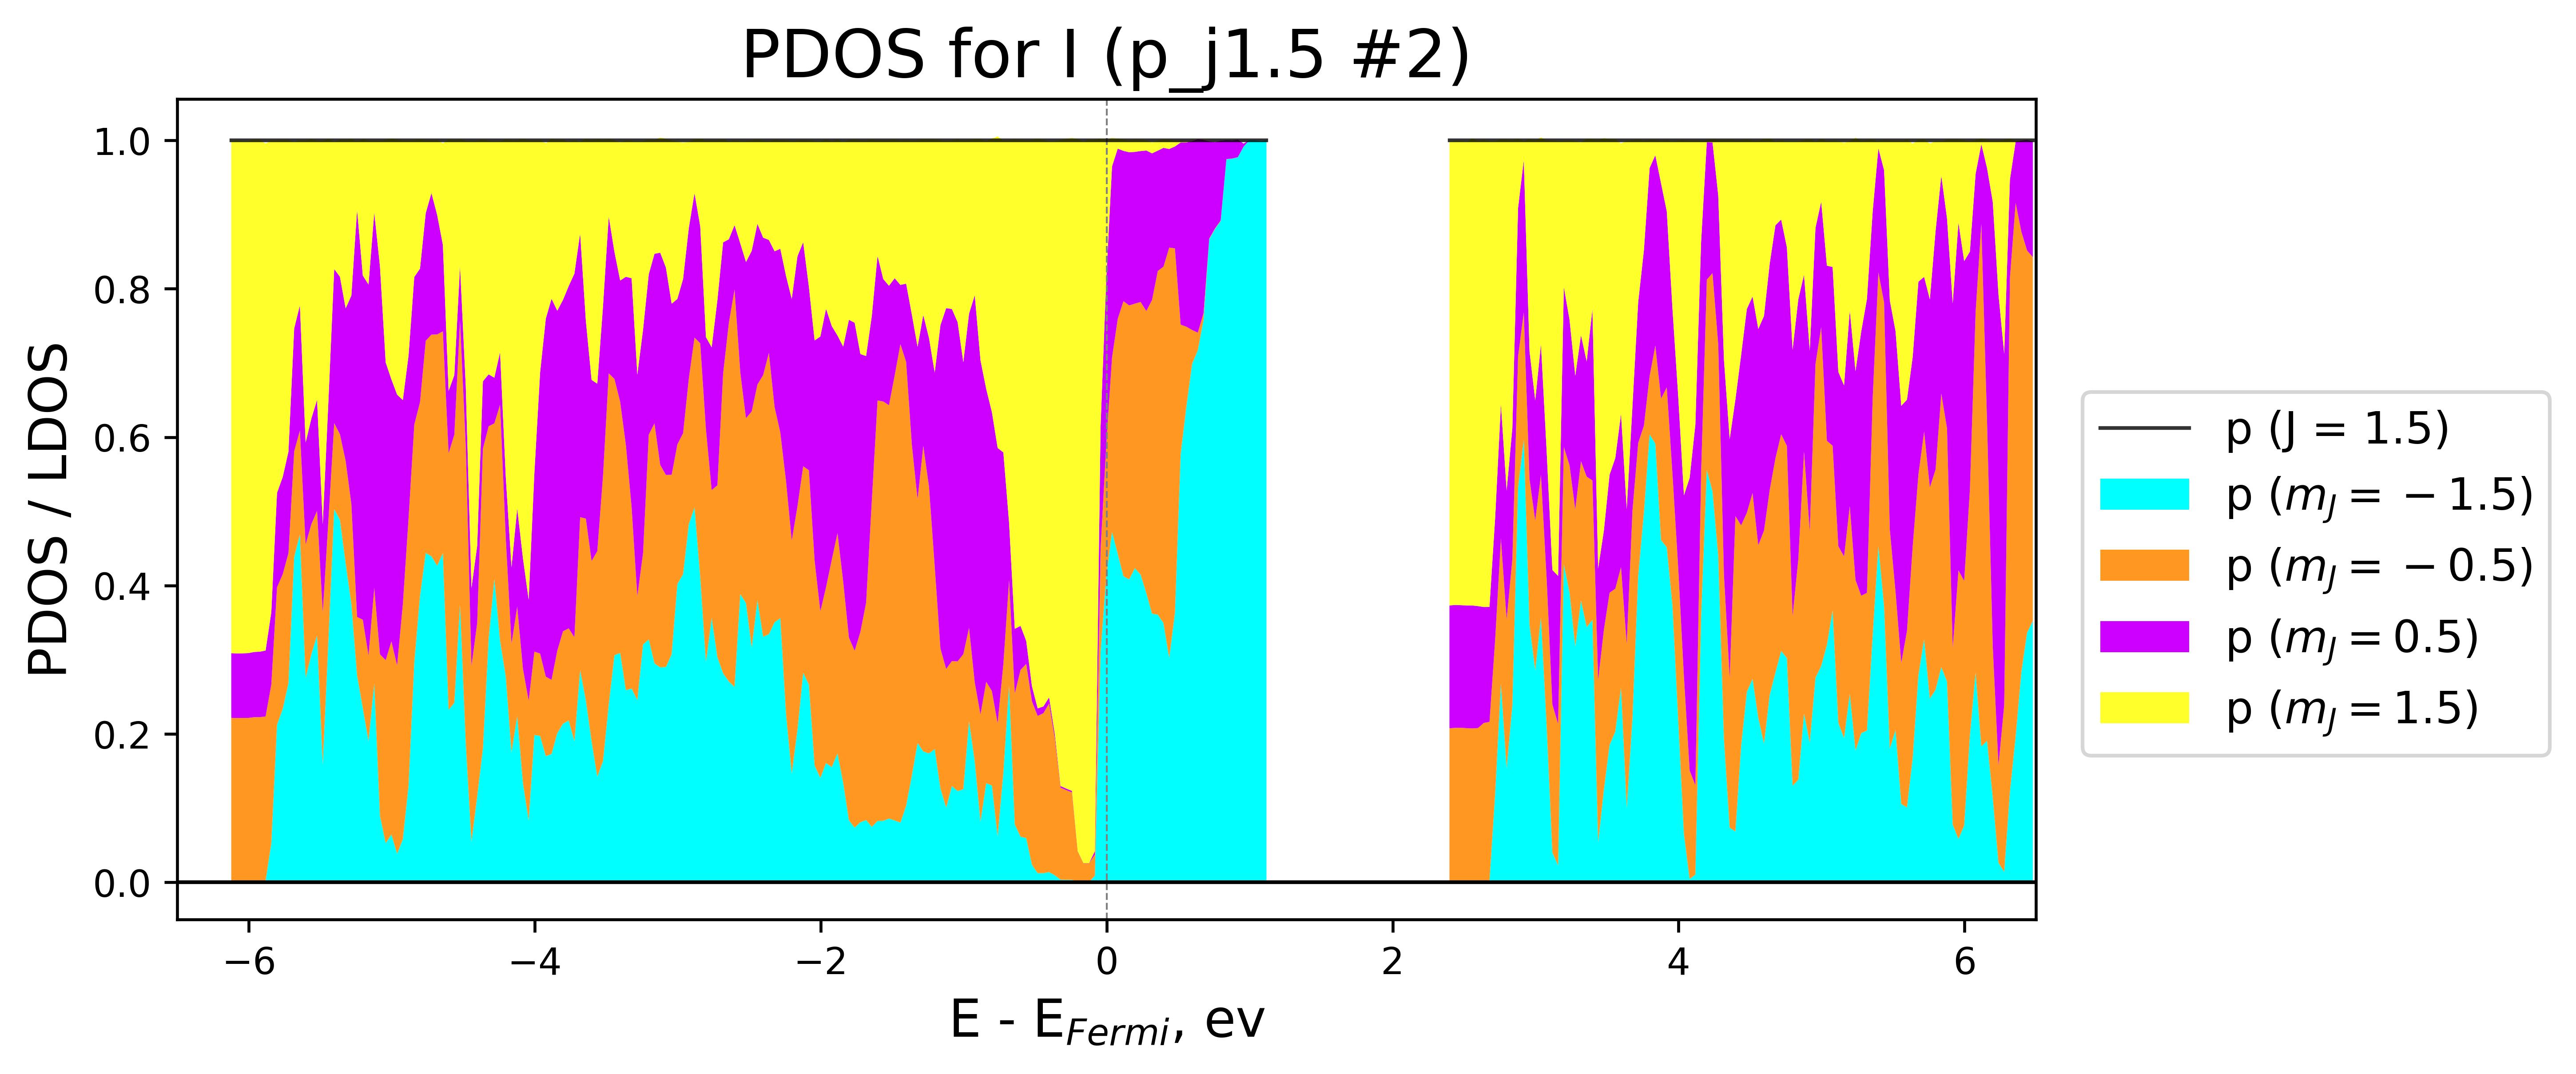 PDOS for I (p_j1.5 #2)
PDOS / LDOS
1.0
0.8
0.6
0.4
0.2
0.0
−6 −4 −2 0 2 4 6
E - E_Fermi, ev
p (J = 1.5)
p (m_J = − 1.5)
p (m_J = − 0.5)
p (m_J = 0.5)
p (m_J = 1.5)